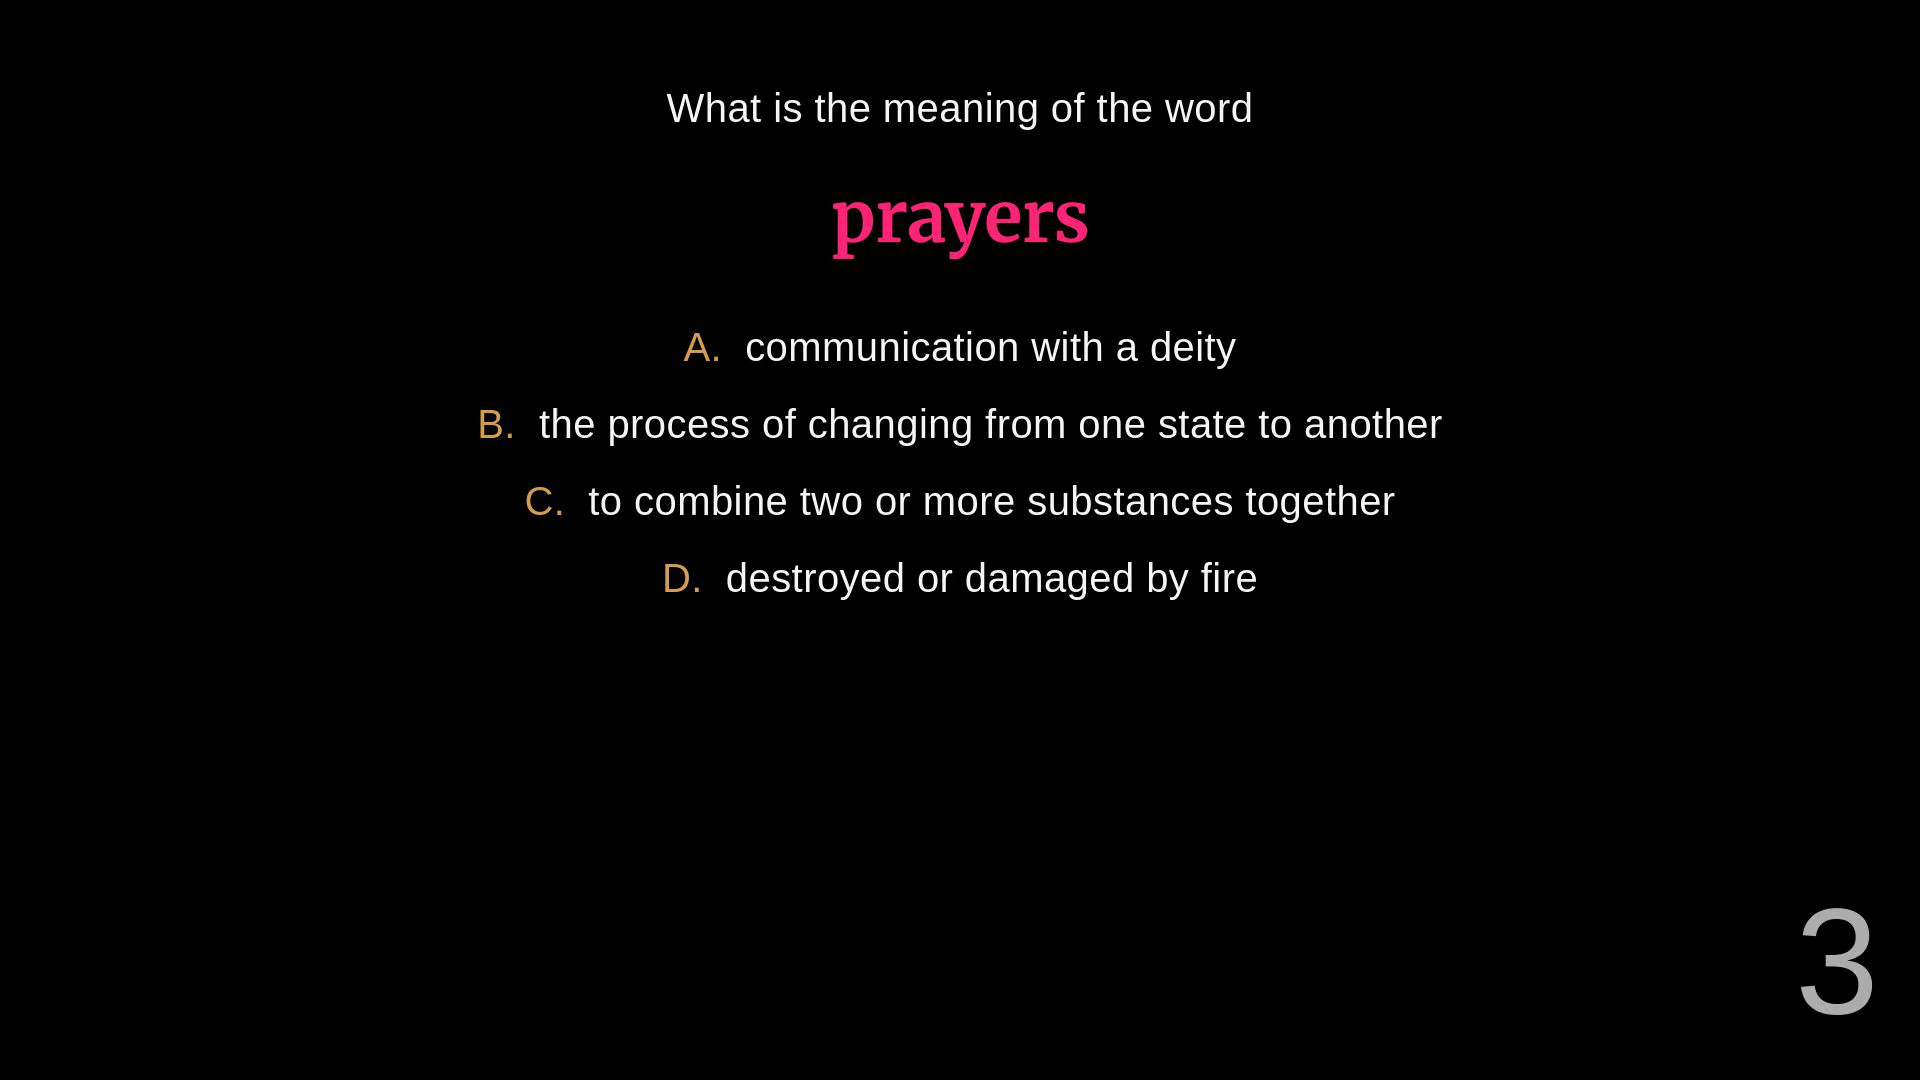 What is the meaning of the word
prayers
A. communication with a deity
B. the process of changing from one state to another
C. to combine two or more substances together
D. destroyed or damaged by fire
3